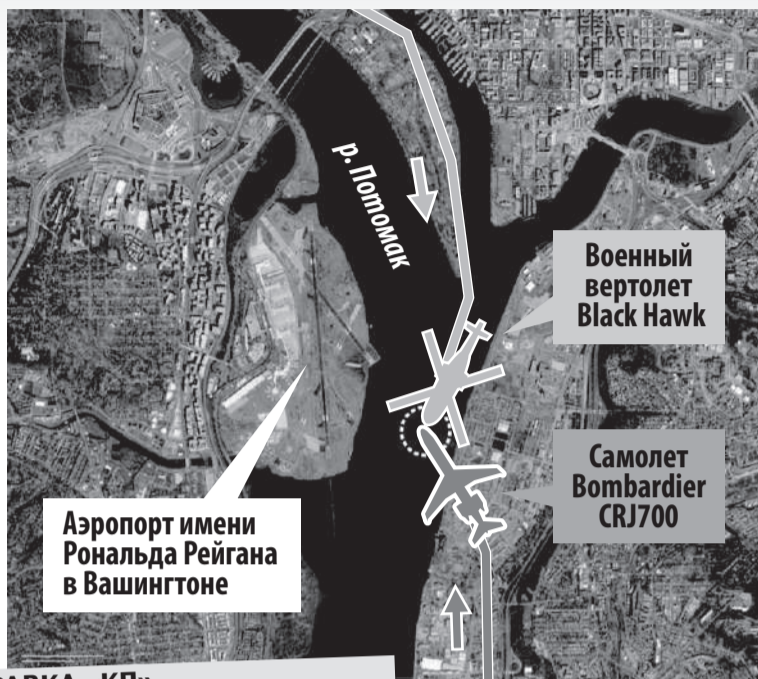 р. Потомак
Военный
вертолет
Black Hawk
Самолет
Bombardier
CRJ700
Аэропорт имени
Рональда Рейгана
в Вашингтоне